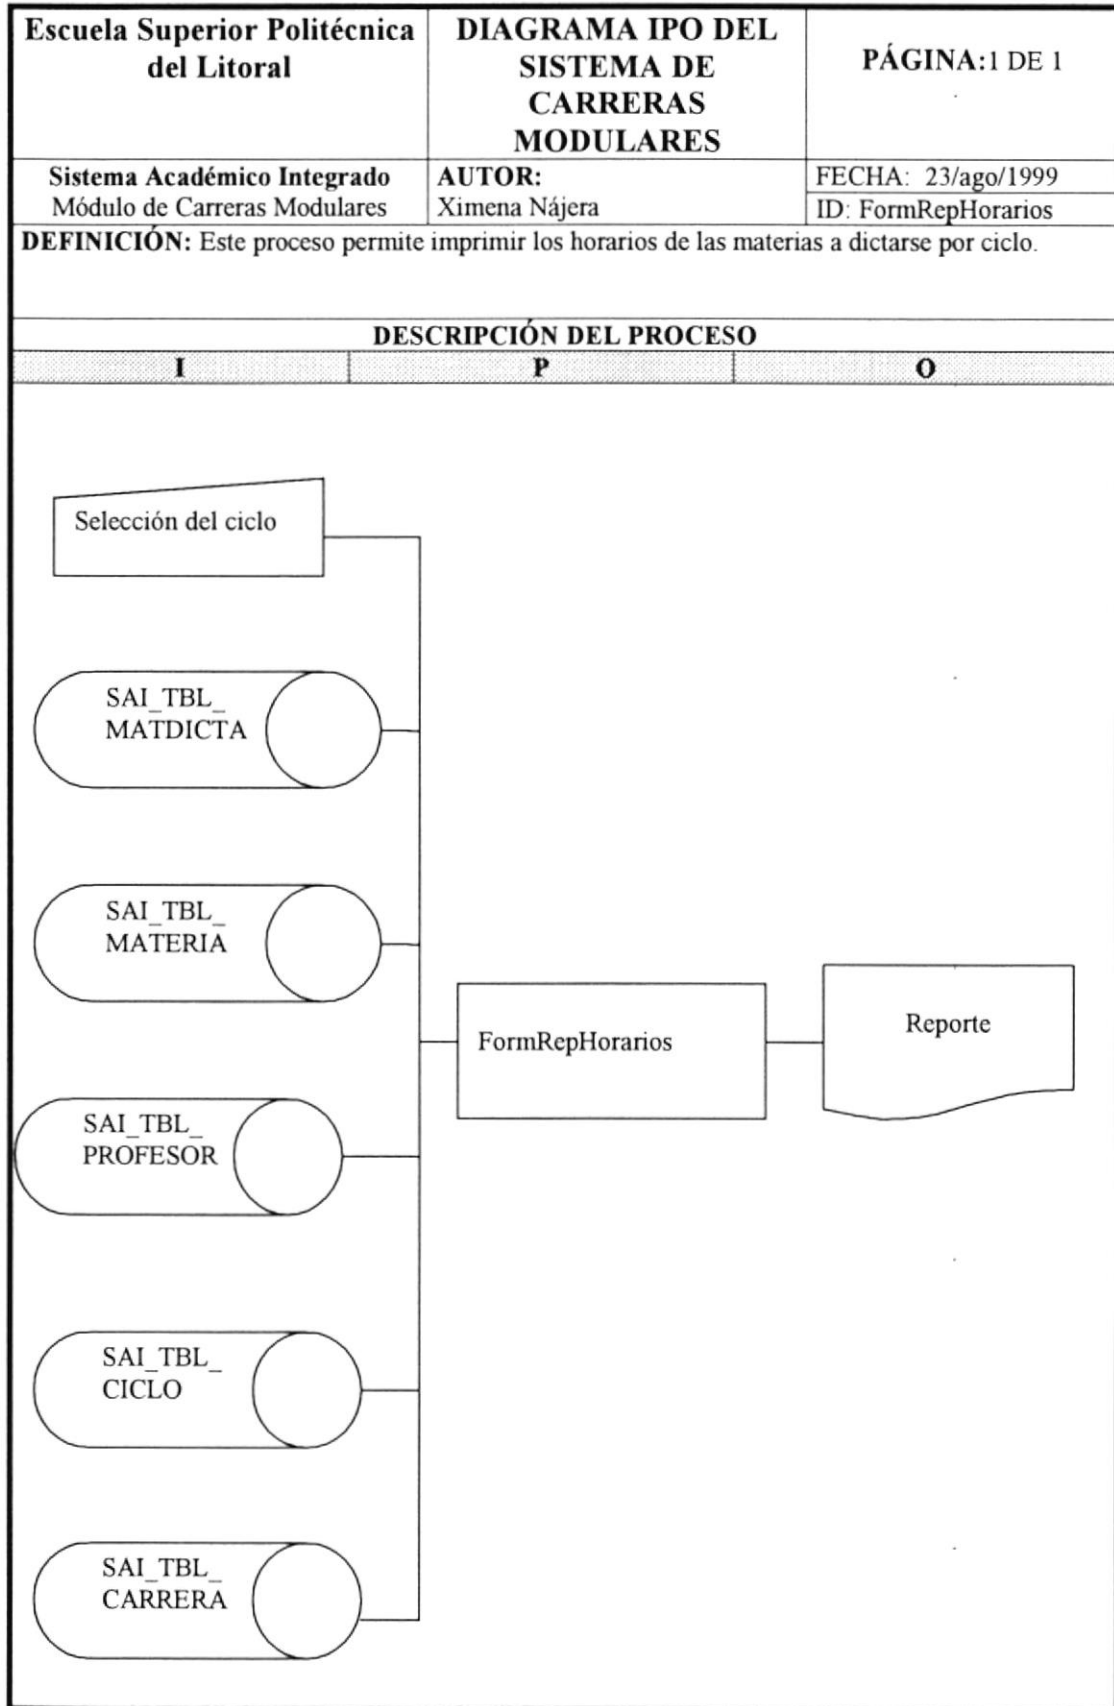 Escuela Superior Politécnica
del Litoral
DIAGRAMA IPO DEL
SISTEMA DE
CARRERAS
MODULARES
PÁGINA:1 DE 1
Sistema Académico Integrado
Módulo de Carreras Modulares
AUTOR:
Ximena Nájera
FECHA: 23/ago/1999
ID: FormRepHorarios
DEFINICIÓN: Este proceso permite imprimir los horarios de las materias a dictarse por ciclo.
DESCRIPCIÓN DEL PROCESO
I
P
O
Selección del ciclo
SAI_TBL_
MATDICTA
SAI_TBL_
MATERIA
FormRepHorarios
Reporte
SAI_TBL_
PROFESOR
SAI_TBL_
CICLO
SAI_TBL_
CARRERA